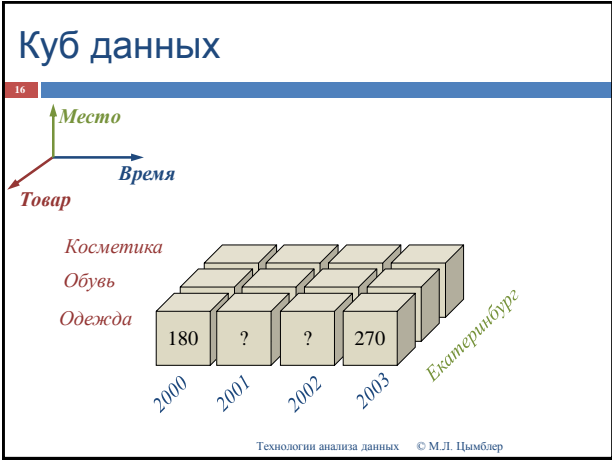 Куб данных
16
Место
Время
Товар
Косметика
Обувь
Одежда
180 ? ? 270
2000 2001 2002 2003
Екатеринбург
Технологии анализа данных © М.Л. Цымблер